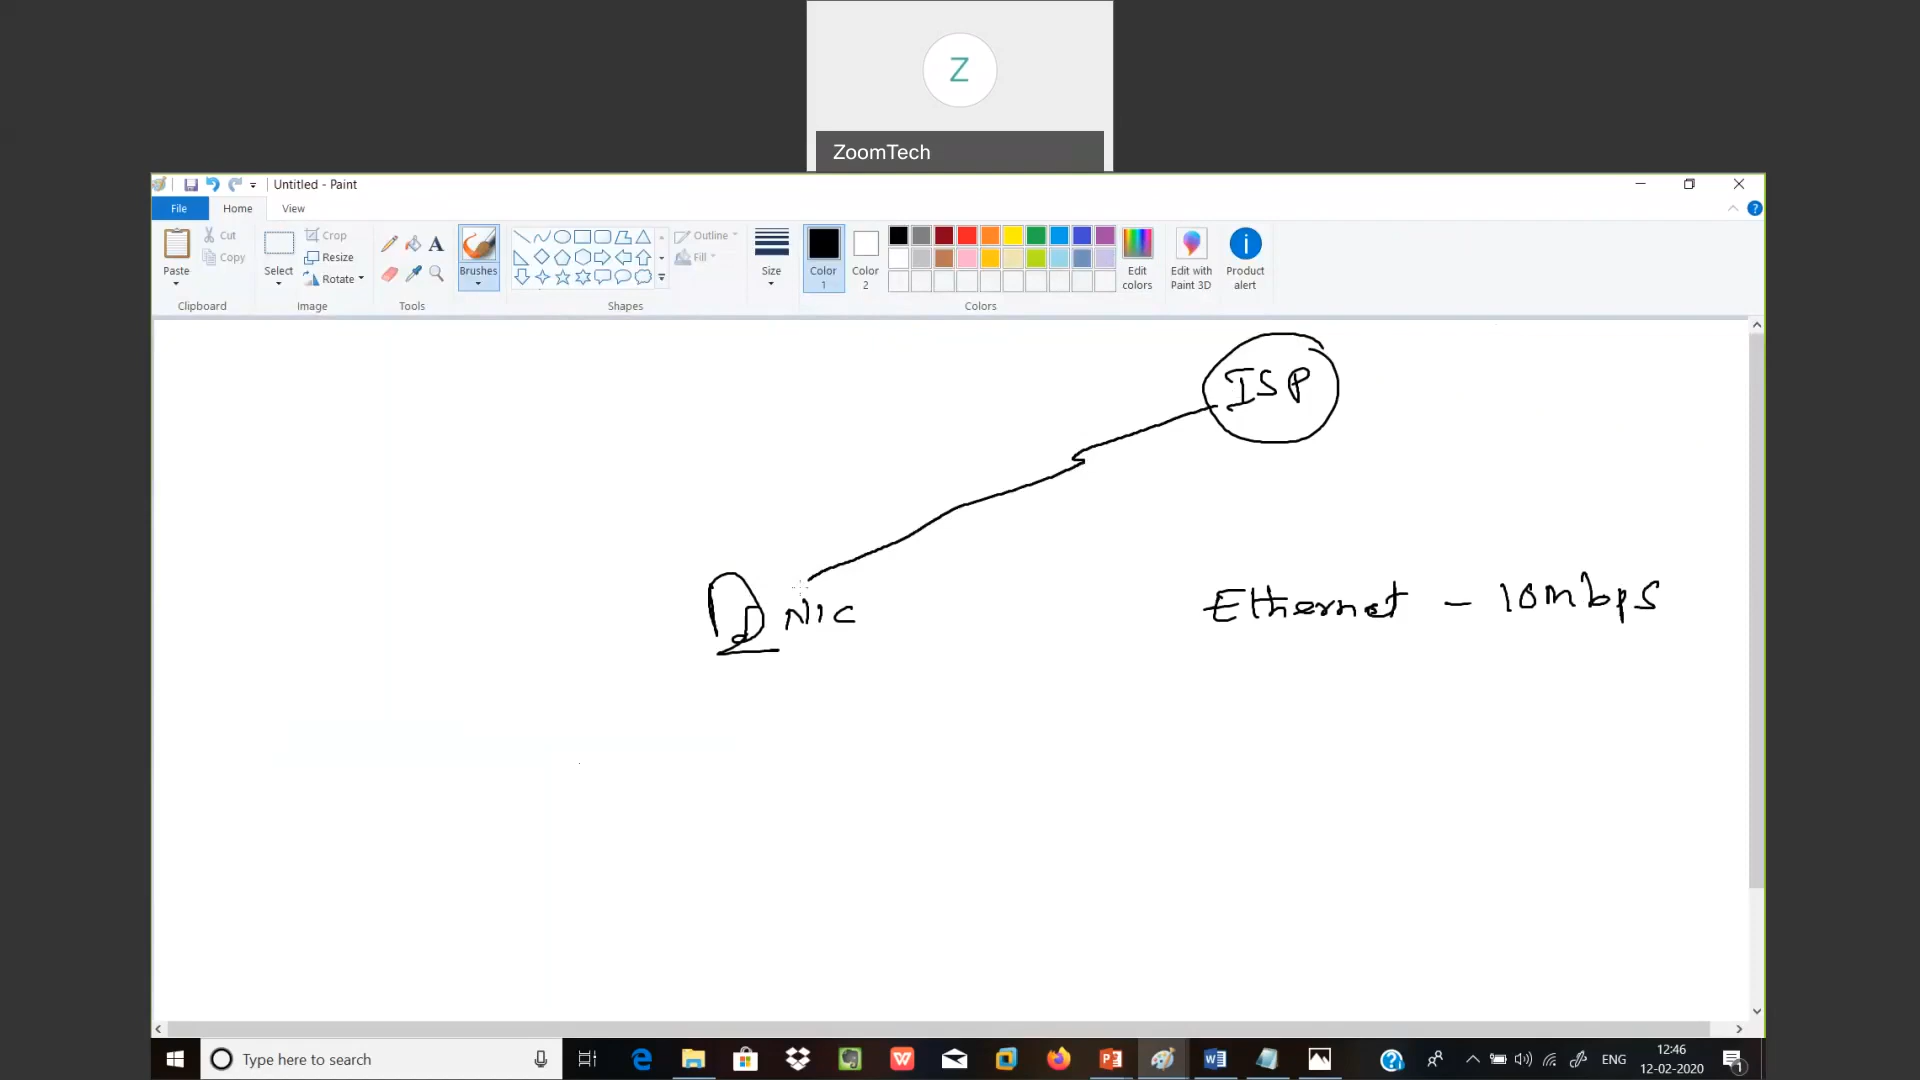 Z
ZoomTech
Untitled - Paint
File Home View
Cut
Copy
Paste
Clipboard
Crop
Resize
Rotate
Select
Image
A
Tools
Brushes
Outline
Fill
Shapes
Size
Color 1
Color 2
Edit colors
Colors
Edit with Paint 3D
Product alert
ISP
NIC
Ethernet - 10Mbps
Type here to search
ENG
12:46
12-02-2020